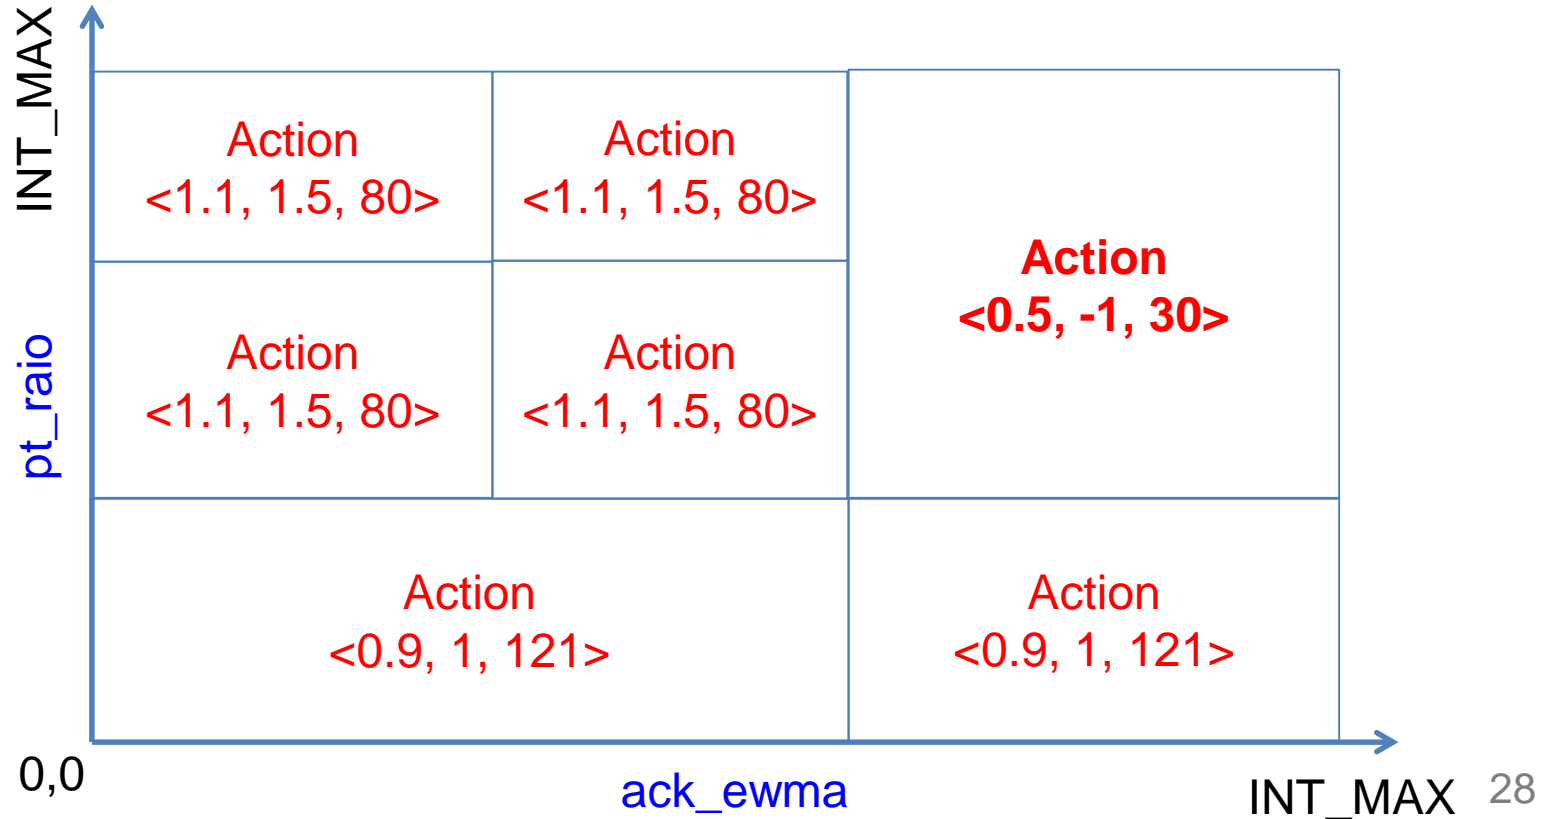 INT_MAX
pt_raio
Action
<1.1, 1.5, 80>
Action
<1.1, 1.5, 80>
Action
<0.5, -1, 30>
Action
<1.1, 1.5, 80>
Action
<1.1, 1.5, 80>
Action
<0.9, 1, 121>
Action
<0.9, 1, 121>
0,0
ack_ewma
INT_MAX
28